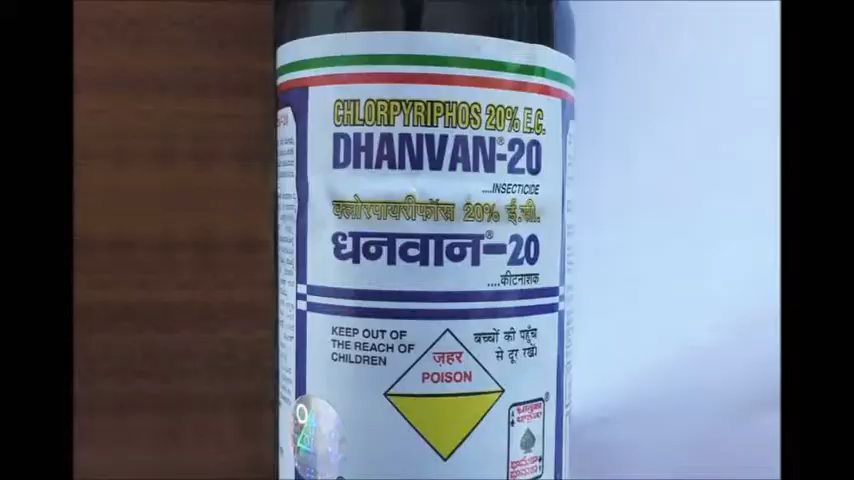 CHLORPYRIPHOS 20% E.C.
DHANVAN®-20
....INSECTICIDE
क्लोरपायरीफॉस 20% ई.सी.
धनवान®-20
....कीटनाशक
KEEP OUT OF
THE REACH OF
CHILDREN
बच्चों की पहुँच
से दूर रखें
ज़हर
POISON